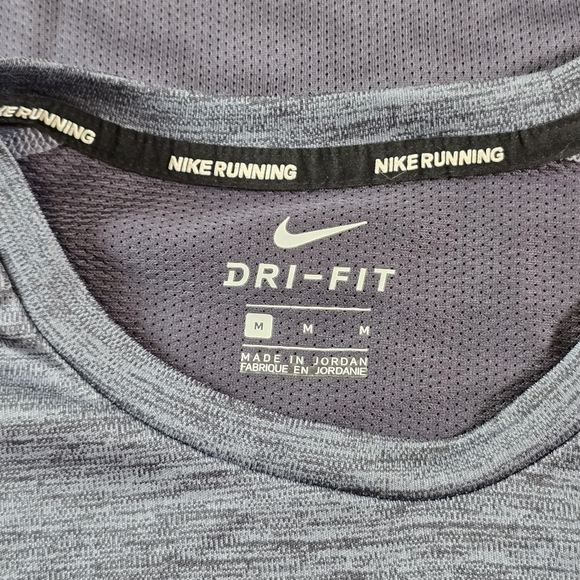 NIKE RUNNING
NIKE RUNNING
DRI-FIT
M M M
MADE IN JORDAN
FABRIQUE EN JORDANIE